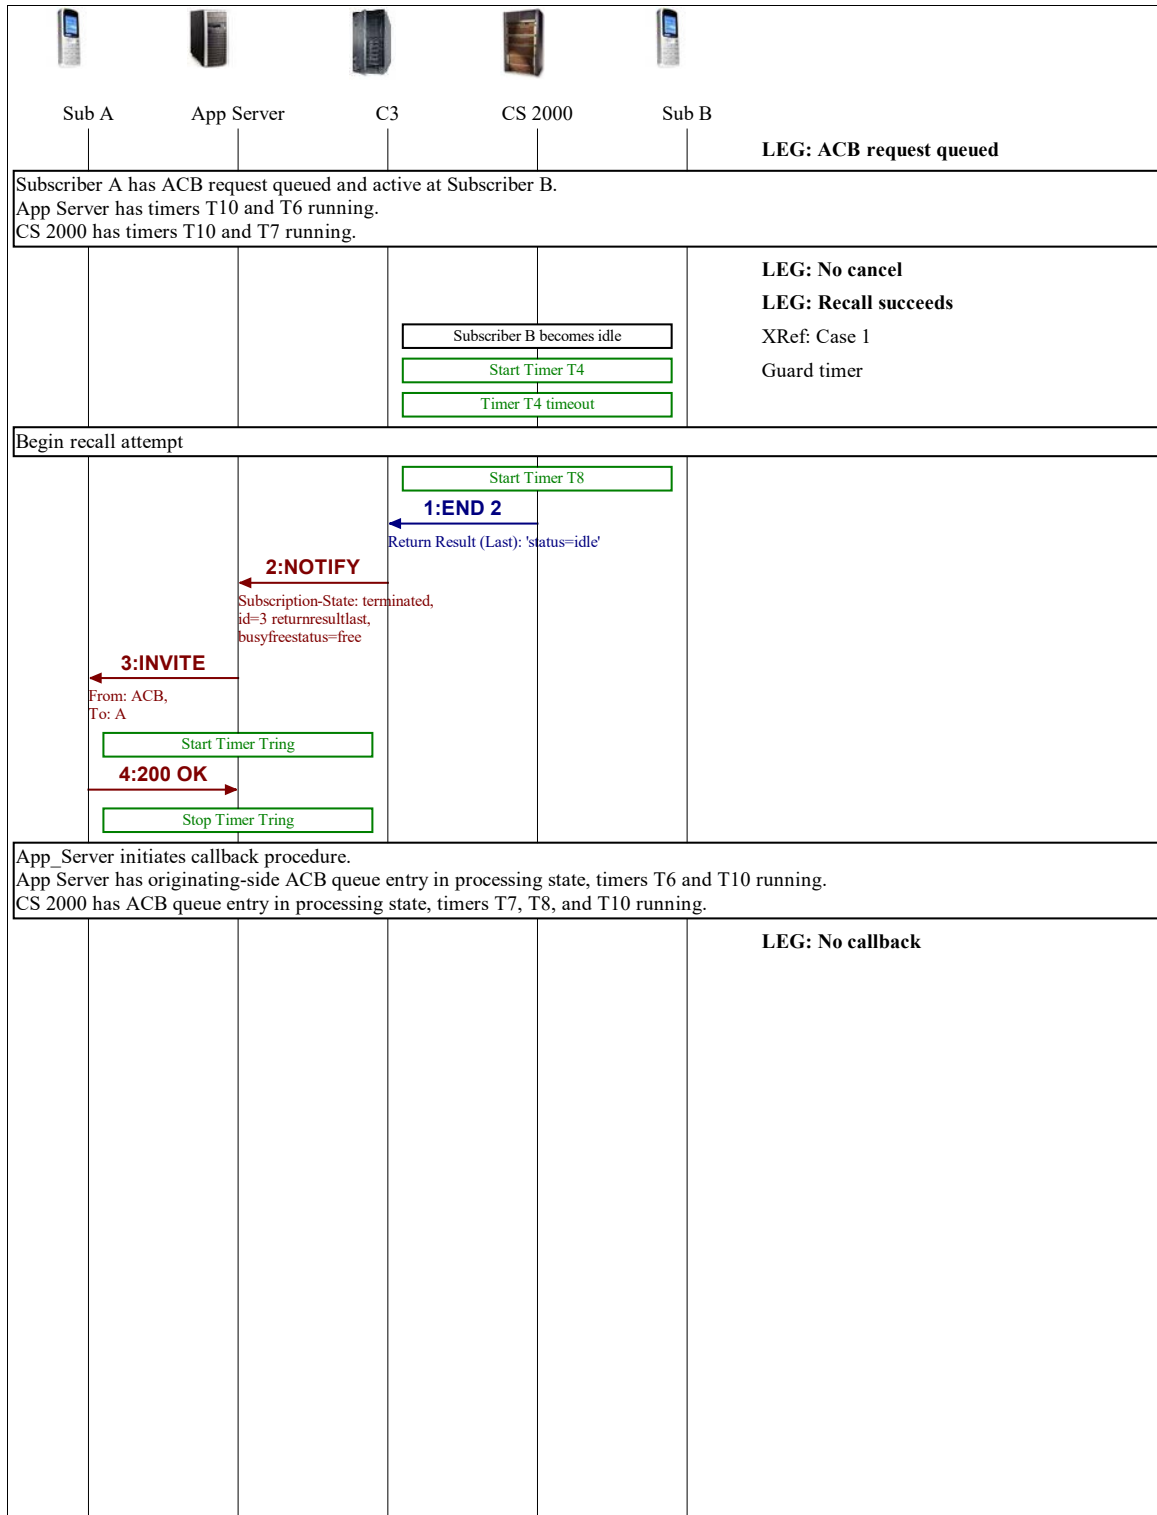 Sub A App Server C3 CS 2000 Sub B
LEG: ACB request queued
Subscriber A has ACB request queued and active at Subscriber B.
App Server has timers T10 and T6 running.
CS 2000 has timers T10 and T7 running.
LEG: No cancel
LEG: Recall succeeds
Subscriber B becomes idle
XRef: Case 1
Start Timer T4
Guard timer
Timer T4 timeout
Begin recall attempt
Start Timer T8
1:END 2
Return Result (Last): 'status=idle'
2:NOTIFY
Subscription-State: terminated,
id=3 returnresultlast,
busyfreestatus=free
3:INVITE
From: ACB,
To: A
Start Timer Tring
4:200 OK
Stop Timer Tring
App_Server initiates callback procedure.
App Server has originating-side ACB queue entry in processing state, timers T6 and T10 running.
CS 2000 has ACB queue entry in processing state, timers T7, T8, and T10 running.
LEG: No callback